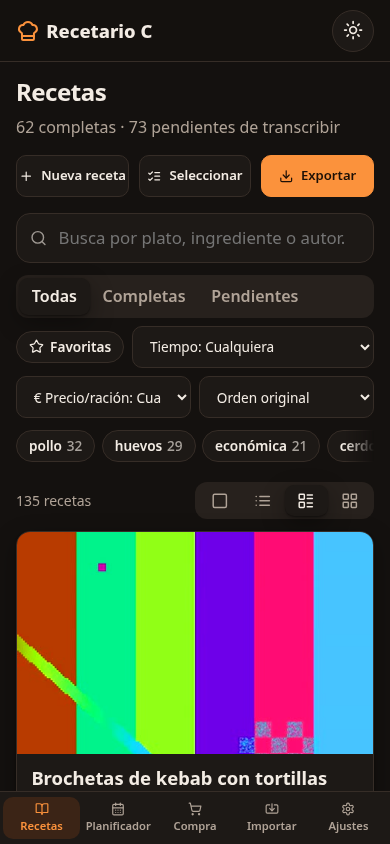 Recetario C
Recetas
62 completas · 73 pendientes de transcribir
Nueva receta
Seleccionar
Exportar
Busca por plato, ingrediente o autor.
Todas
Completas
Pendientes
Favoritas
Tiempo: Cualquiera
€ Precio/ración: Cua
Orden original
pollo 32
huevos 29
económica 21
cerdo
135 recetas
Brochetas de kebab con tortillas
Recetas
Planificador
Compra
Importar
Ajustes